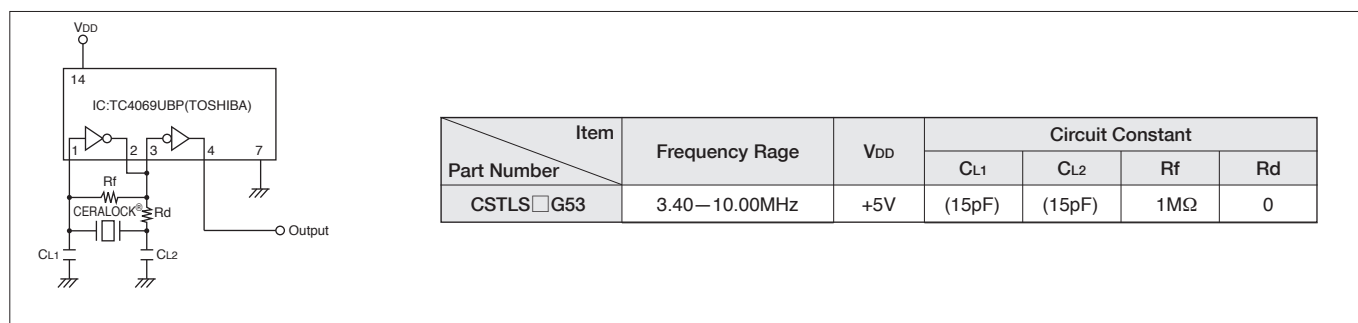 VDD
14
IC:TC4069UBP(TOSHIBA)
1 2 3 4 7
Rf
CERALOCK® Rd
Output
CL1 CL2
Item
Part Number
Frequency Rage
VDD
Circuit Constant
CL1 CL2 Rf Rd
CSTLS□G53 3.40—10.00MHz +5V (15pF) (15pF) 1MΩ 0